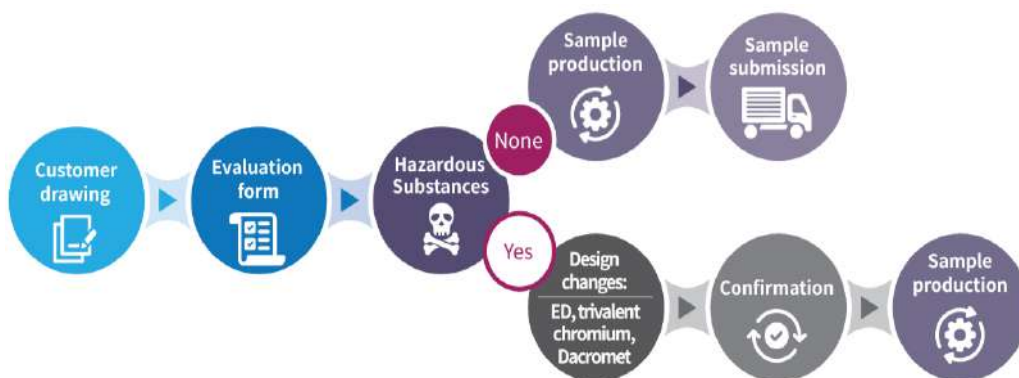 Customer
drawing
Evaluation
form
Hazardous
Substances
None
Sample
production
Sample
submission
Yes
Design
changes:
ED, trivalent
chromium,
Dacromet
Confirmation
Sample
production